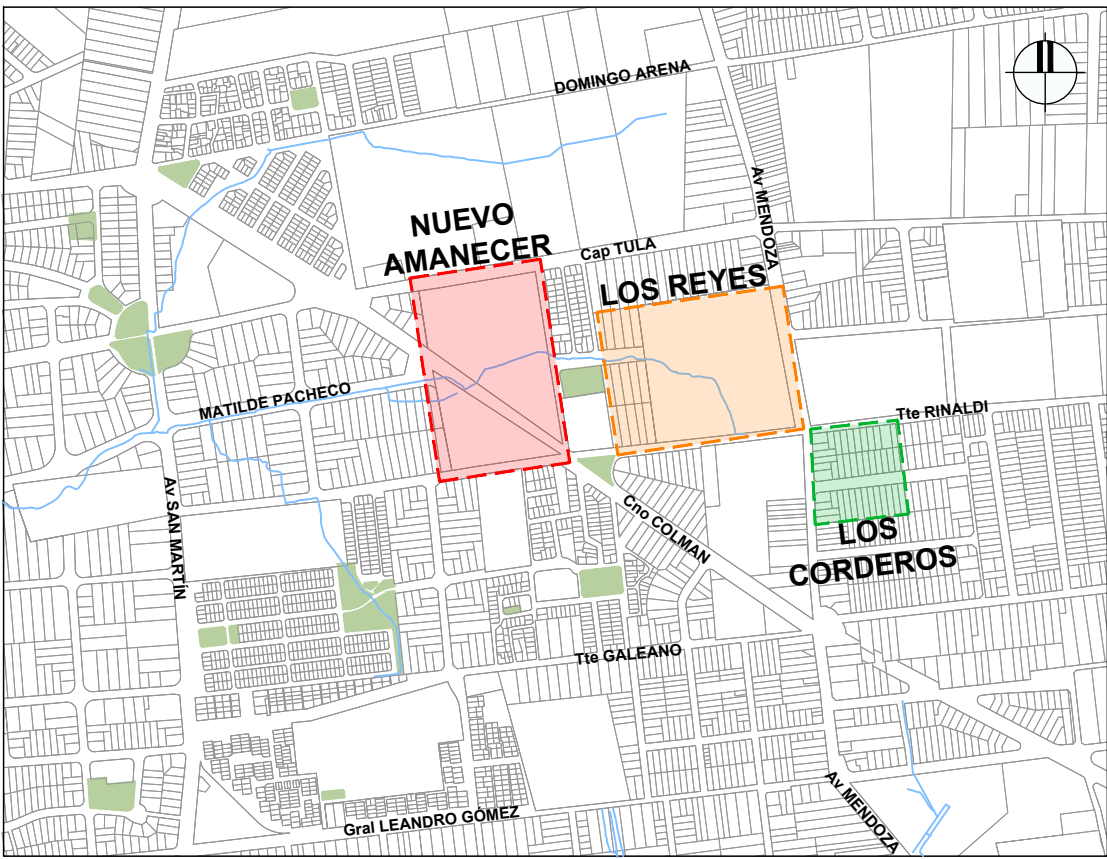 DOMINGO ARENA
Av MENDOZA
NUEVO
AMANECER
Cap TULA
LOS REYES
MATILDE PACHECO
Tte RINALDI
Av SAN MARTÍN
Cno COLMAN
LOS
CORDEROS
Tte GALEANO
Av MENDOZA
Gral LEANDRO GÓMEZ